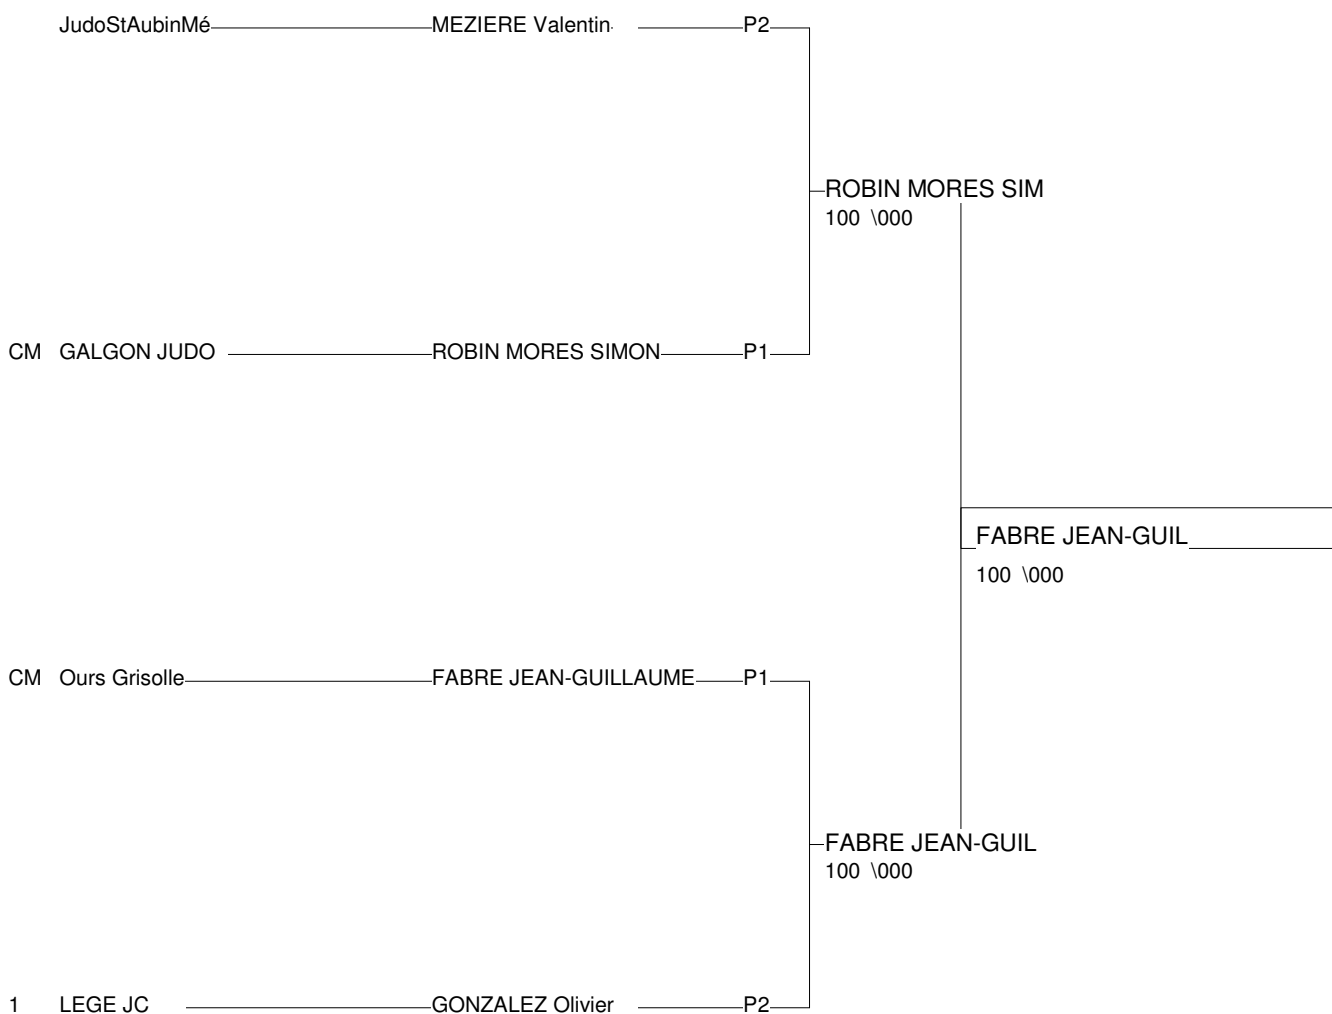 JudoStAubinMé MEZIERE Valentin P2
ROBIN MORES SIM
100 \000
CM GALGON JUDO ROBIN MORES SIMON P1
FABRE JEAN-GUIL
100 \000
CM Ours Grisolle FABRE JEAN-GUILLAUME P1
FABRE JEAN-GUIL
100 \000
1 LEGE JC GONZALEZ Olivier P2